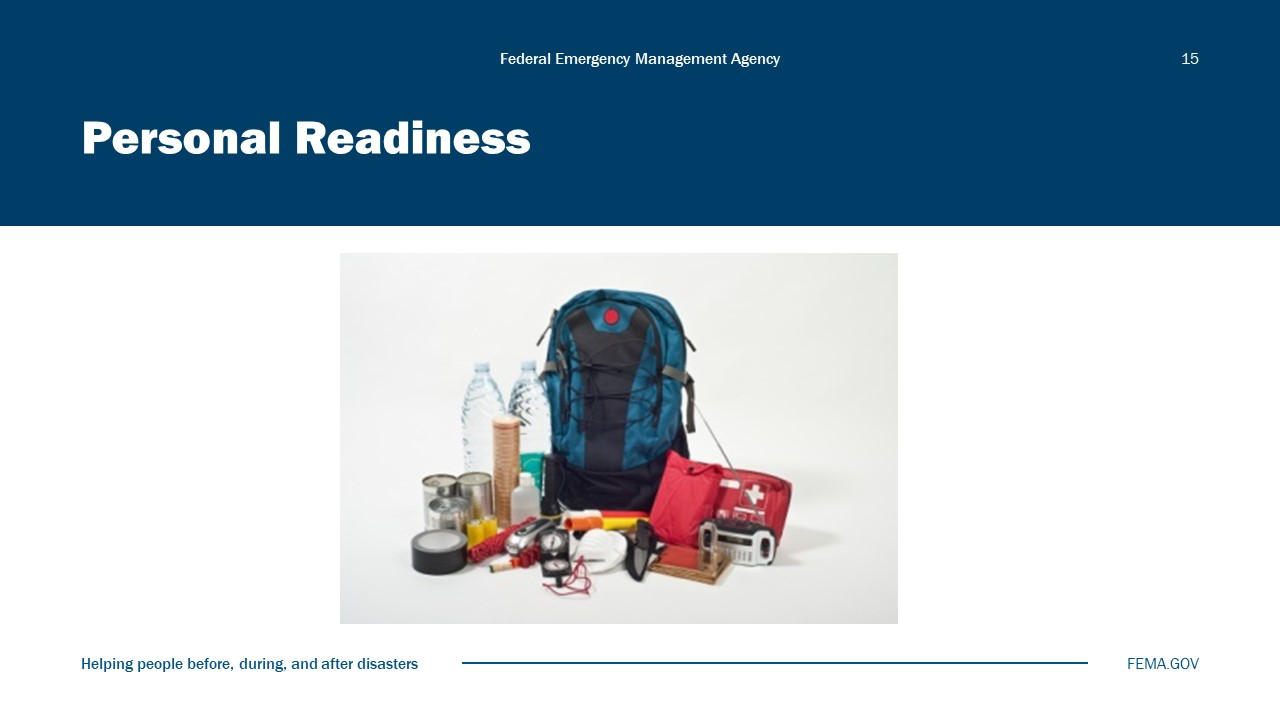 Federal Emergency Management Agency
15
Personal Readiness
Helping people before, during, and after disasters
FEMA.GOV